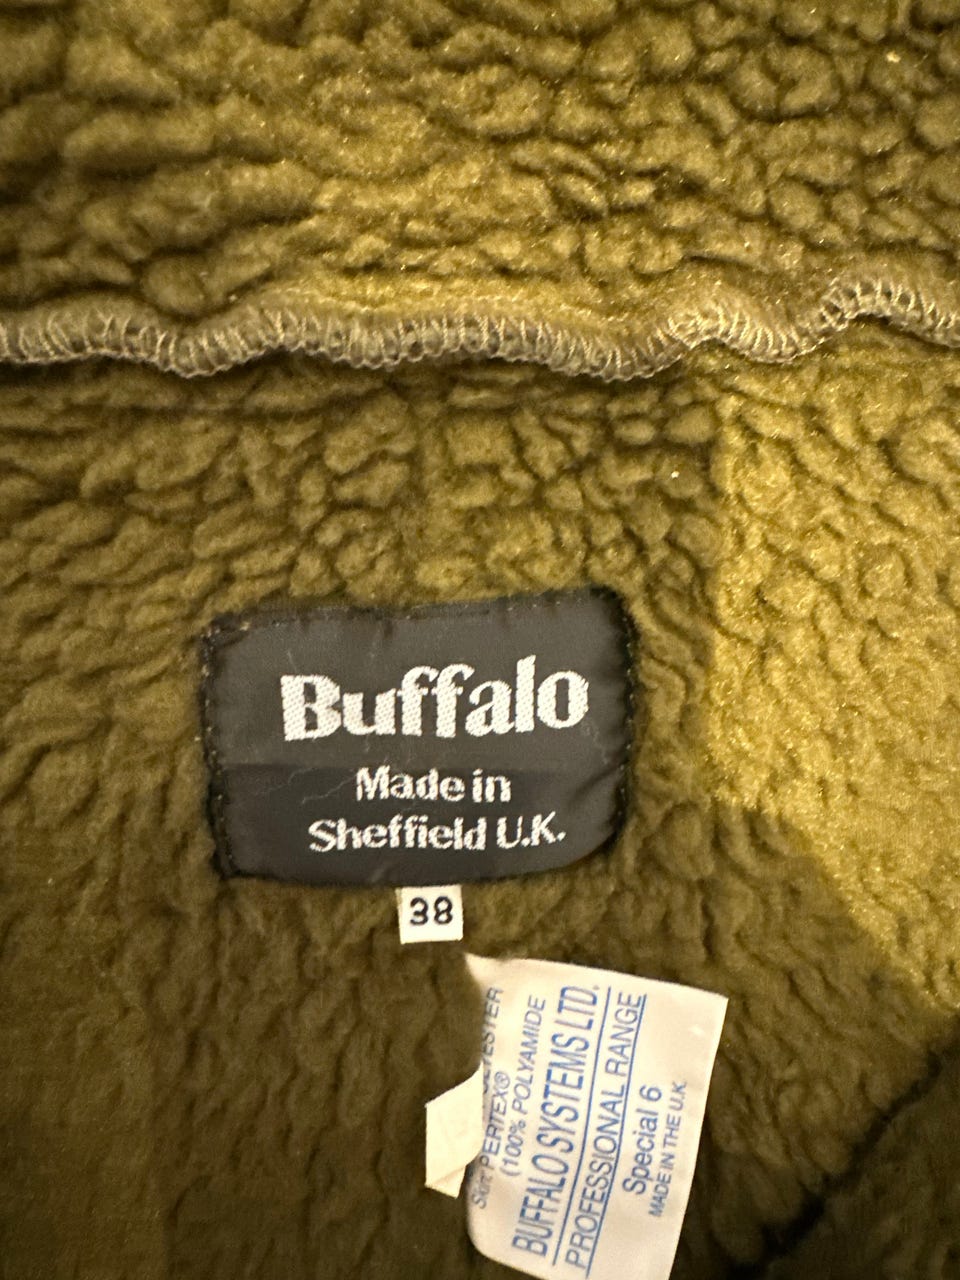 Buffalo
Made in
Sheffield U.K.
38
PERTEX®
(100% POLYAMIDE
BUFFALO SYSTEMS LTD.
PROFESSIONAL RANGE
Special 6
MADE IN THE U.K.